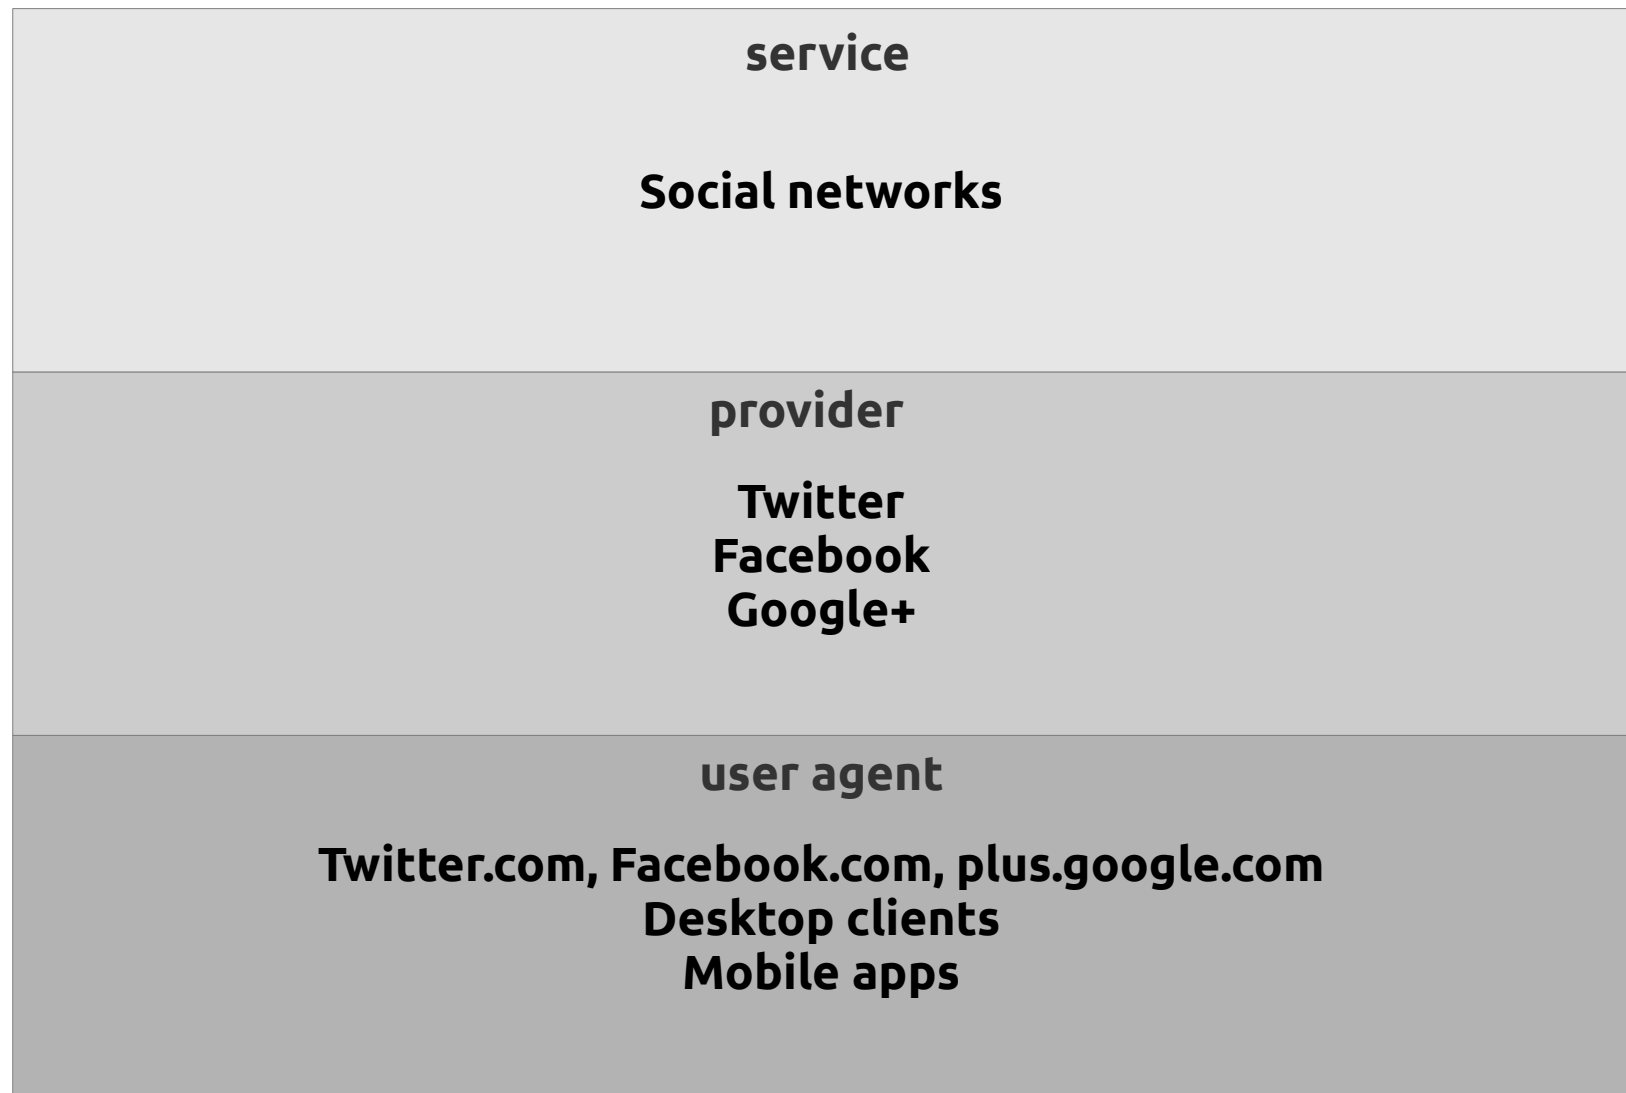 service
Social networks
provider
Twitter
Facebook
Google+
user agent
Twitter.com, Facebook.com, plus.google.com
Desktop clients
Mobile apps